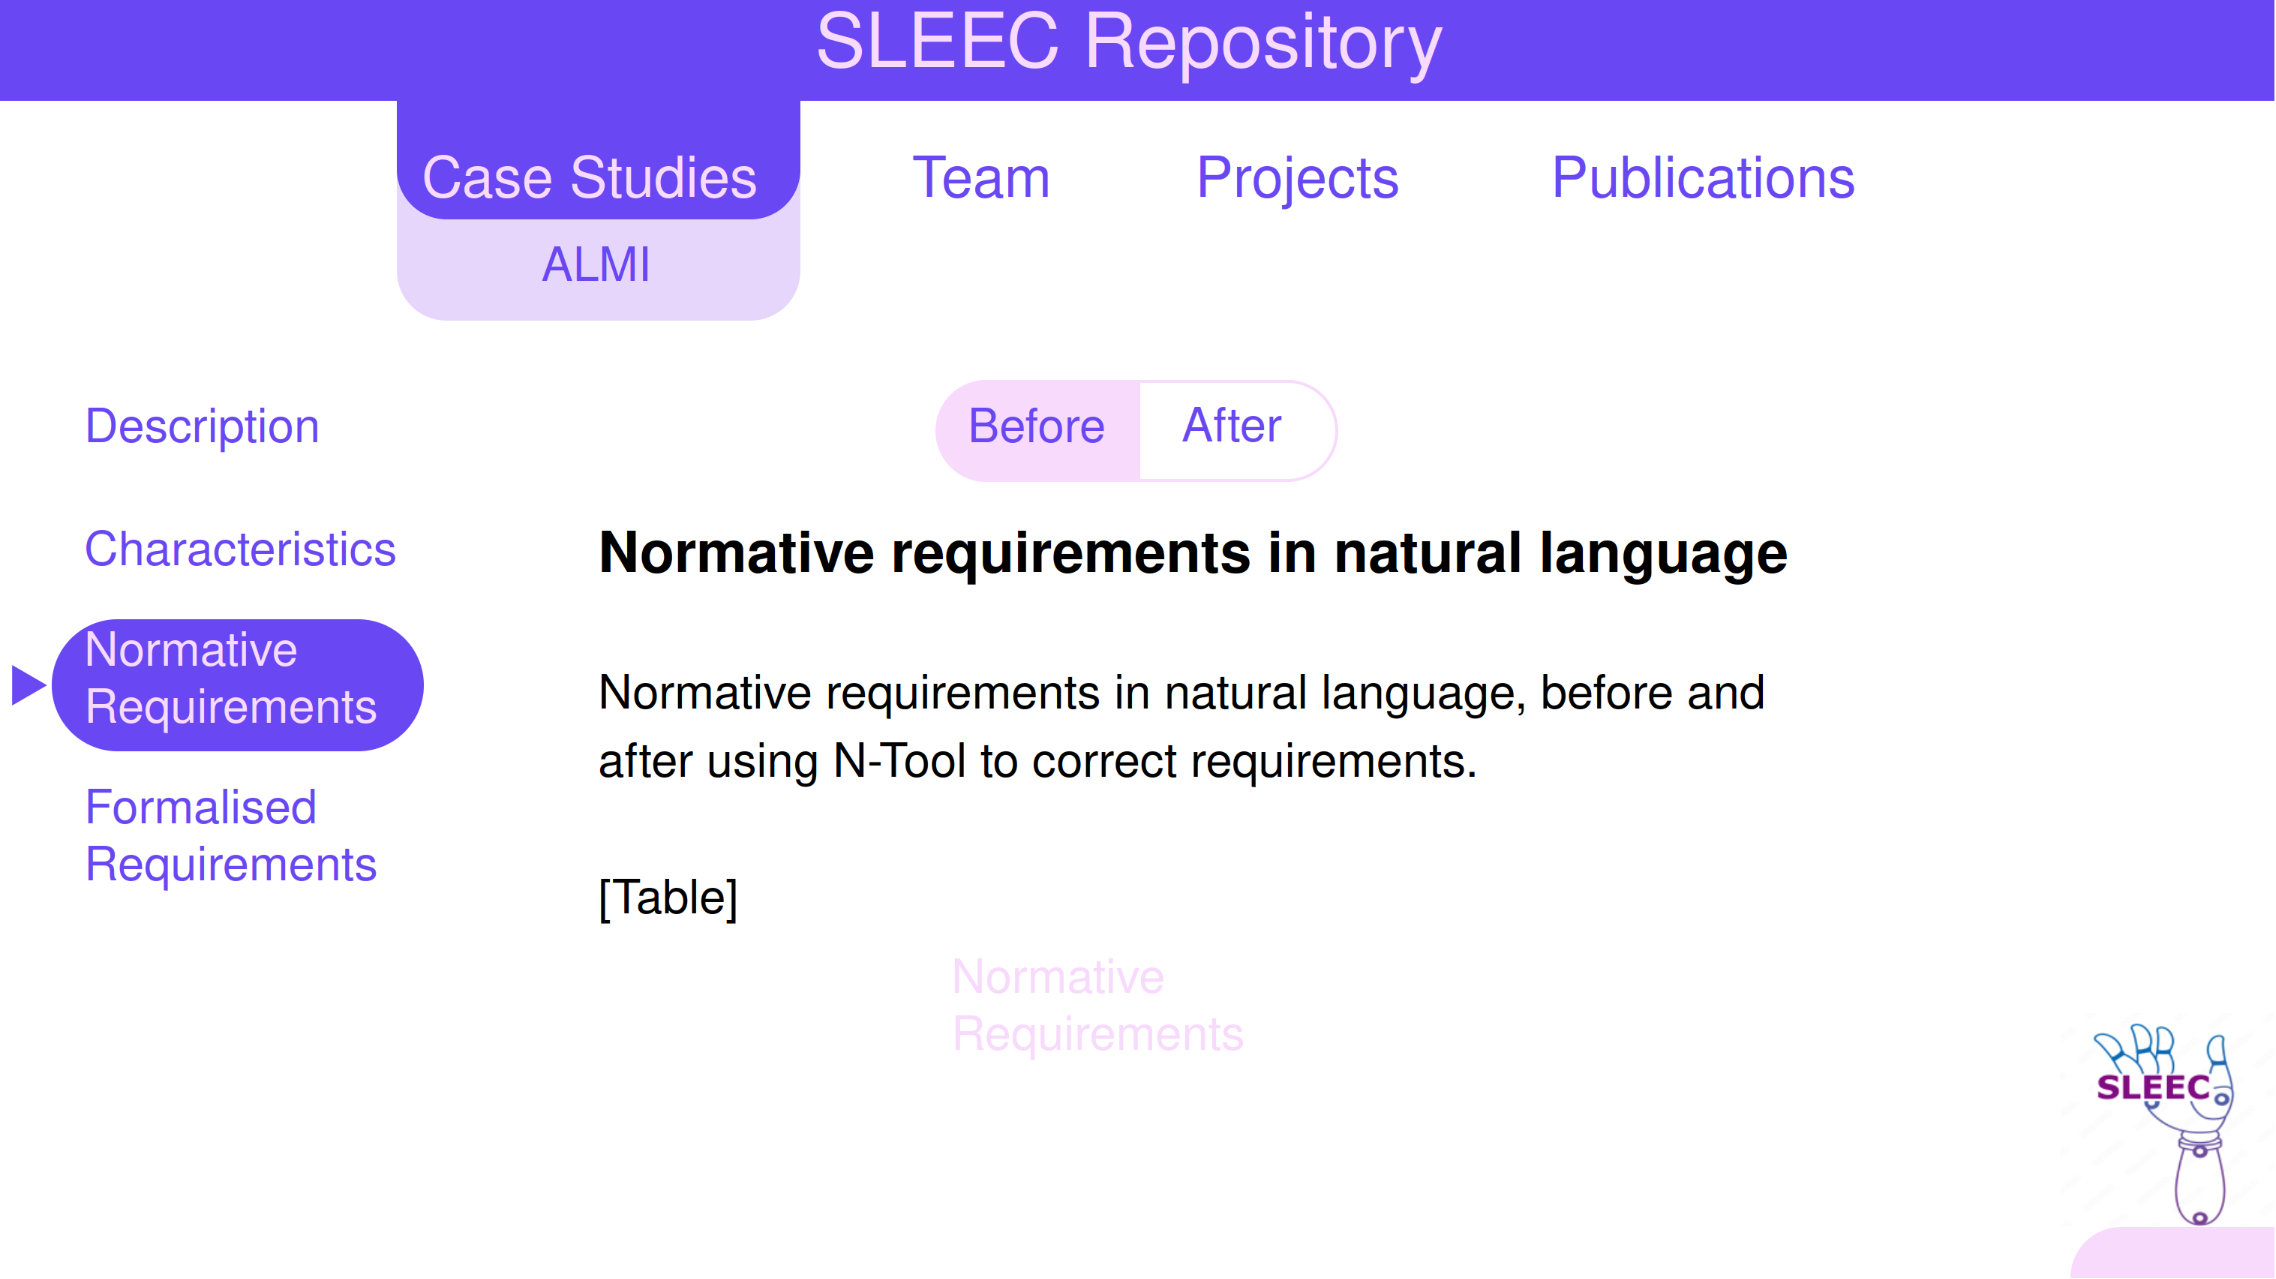 SLEEC Repository
Case Studies
Team
Projects
Publications
ALMI
Description
Before
After
Characteristics
Normative requirements in natural language
Normative
Requirements
Normative requirements in natural language, before and
after using N-Tool to correct requirements.
Formalised
Requirements
[Table]
Normative
Requirements
SLEEC